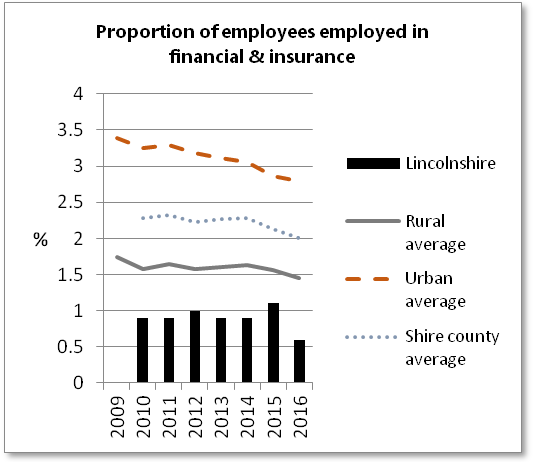 Proportion of employees employed in
financial & insurance
4
3.5
3
2.5
2
1.5
1
0.5
0
%
2009
2010
2011
2012
2013
2014
2015
2016
Lincolnshire
Rural
average
Urban
average
Shire county
average